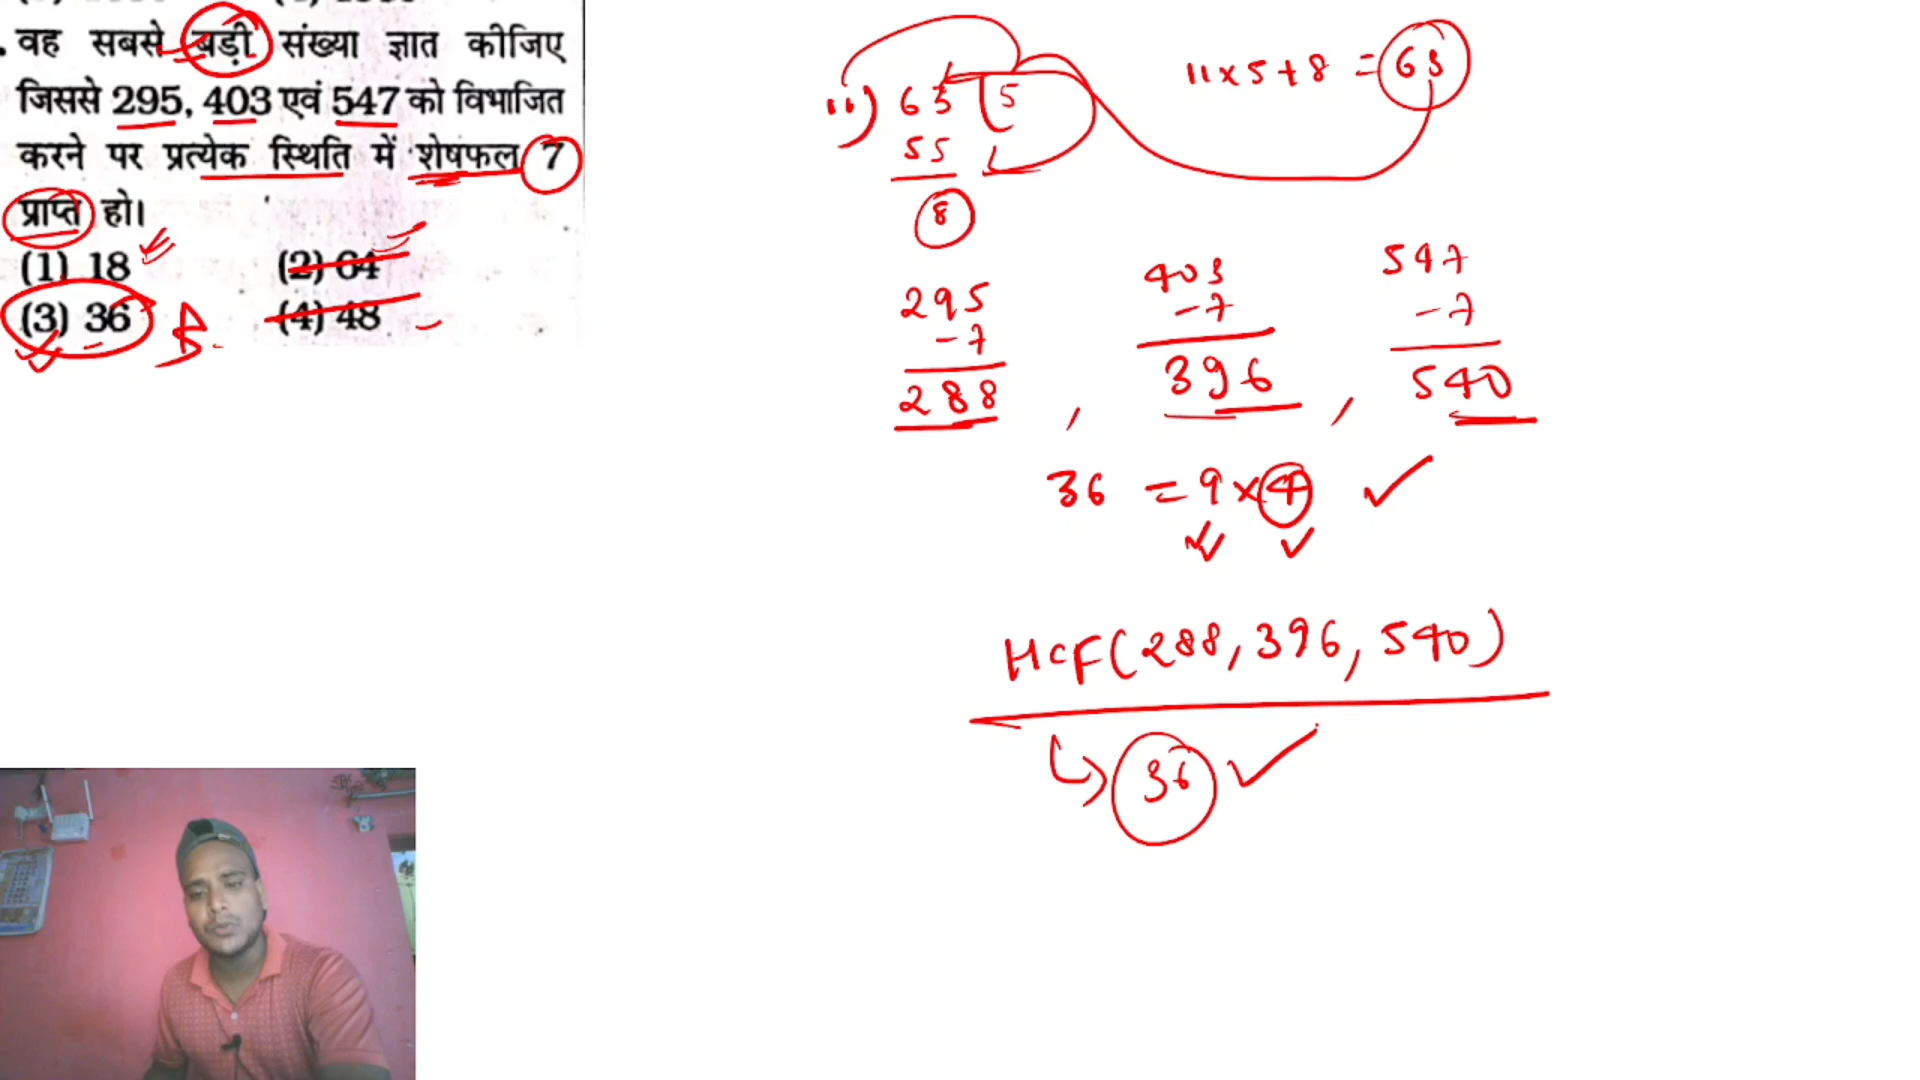 वह सबसे बड़ी संख्या ज्ञात कीजिए
जिससे 295, 403 एवं 547 को विभाजित
करने पर प्रत्येक स्थिति में शेषफल 7
प्राप्त हो।
(1) 18 (2) 64
(3) 36 (4) 48
11) 63 (5
55
8
11×5+8 = 63
295
-7
288 ,
403
-7
396 ,
547
-7
540
36 = 9×4
HCF(288, 396, 540)
36